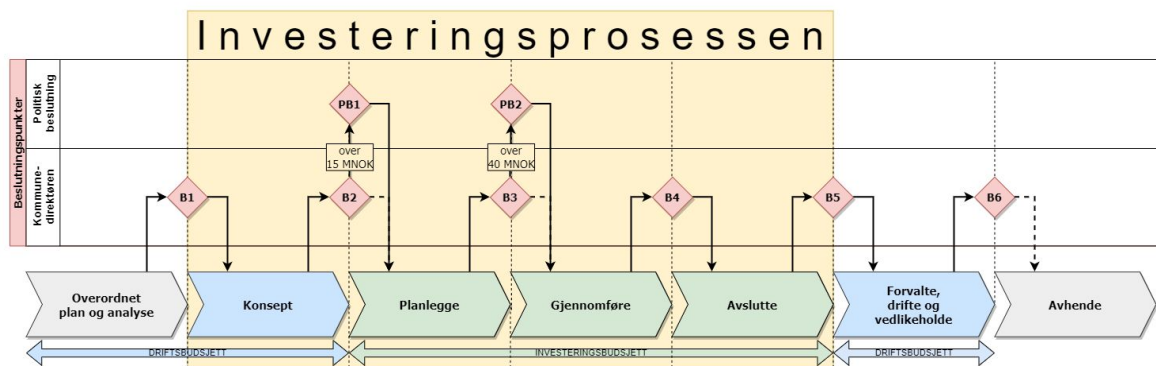 Investeringsprosessen
Beslutningspunkter
Politisk
beslutning
PB1
PB2
over
15 MNOK
over
40 MNOK
Kommune-
direktøren
B1
B2
B3
B4
B5
B6
Overordnet
plan og analyse
Konsept
Planlegge
Gjennomføre
Avslutte
Forvalte,
drifte og
vedlikeholde
Avhende
DRIFTSBUDSJETT
INVESTERINGSBUDSJETT
DRIFTSBUDSJETT